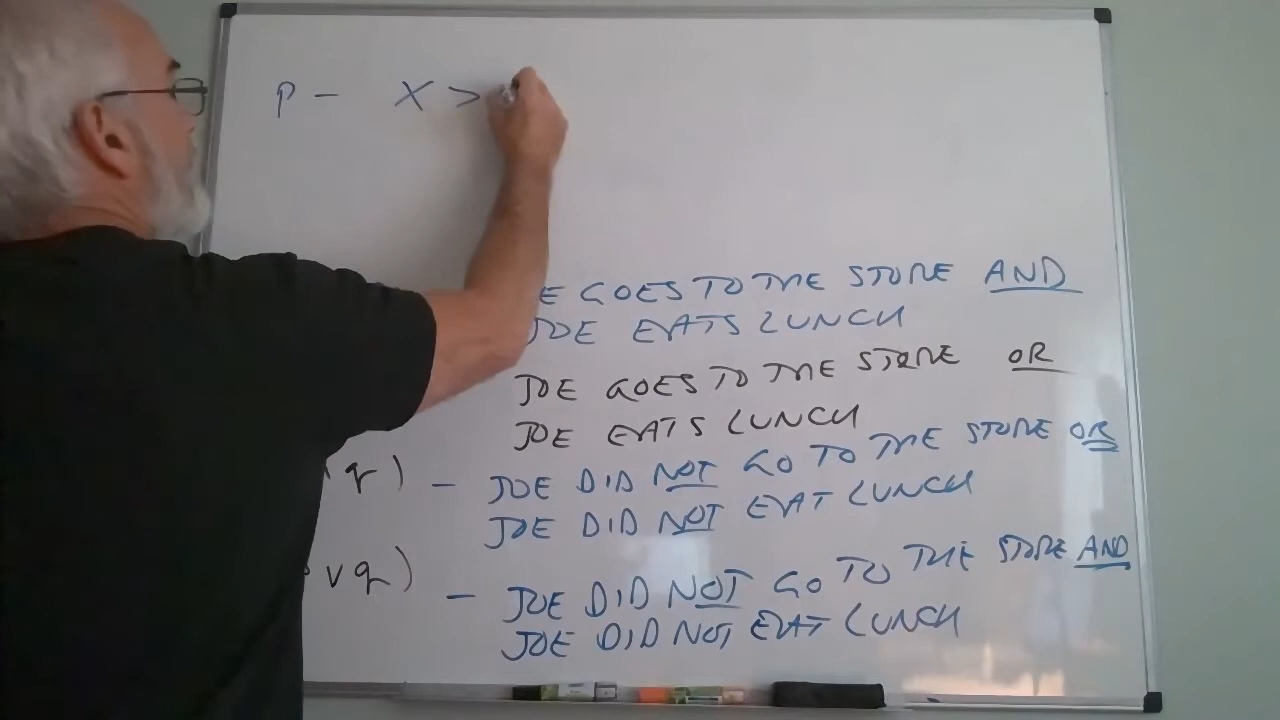 p - X >
E GOES TO THE STORE AND
JOE EATS LUNCH
JOE GOES TO THE STORE OR
JOE EATS LUNCH
q) - JOE DID NOT GO TO THE STORE OR
JOE DID NOT EAT LUNCH
v q) - JOE DID NOT GO TO THE STORE AND
JOE DID NOT EAT LUNCH